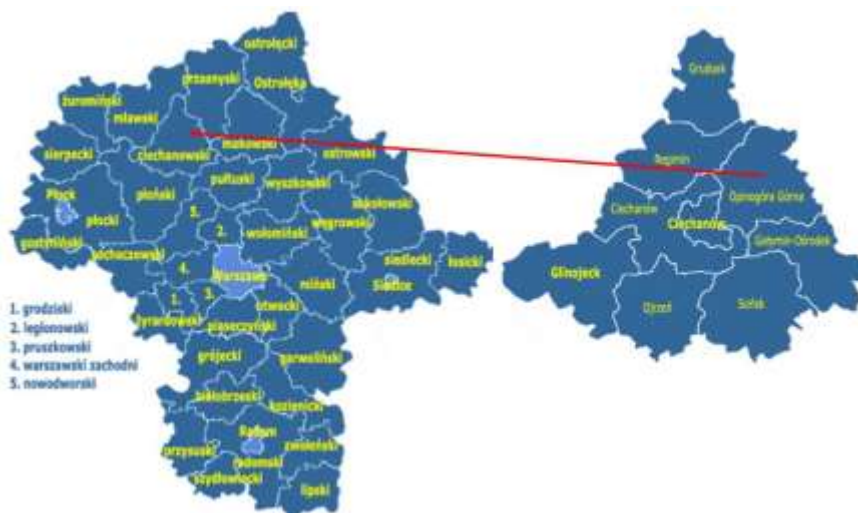 ostrołęcki
przasnyski
Ostrołęka
żuromiński
mławski
makowski
sierpecki
ciechanowski
ostrowski
pułtuski
wyszkowski
Płock
płoński
sokołowski
płocki
5.
węgrowski
gostyniński
2.
wołomiński
sochaczewski
siedlecki
łosicki
4.
Warszawa
miński
Siedlce
1.
3.
otwocki
żyrardowski
piaseczyński
grójecki
garwoliński
białobrzeski
kozienicki
Radom
przysuski
zwoleński
radomski
szydłowiecki
lipski
1. grodziski
2. legionowski
3. pruszkowski
4. warszawski zachodni
5. nowodworski
Grudusk
Regimin
Opinogóra Górna
Ciechanów
Ciechanów
Gołymin-Ośrodek
Glinojeck
Ojrzeń
Sońsk